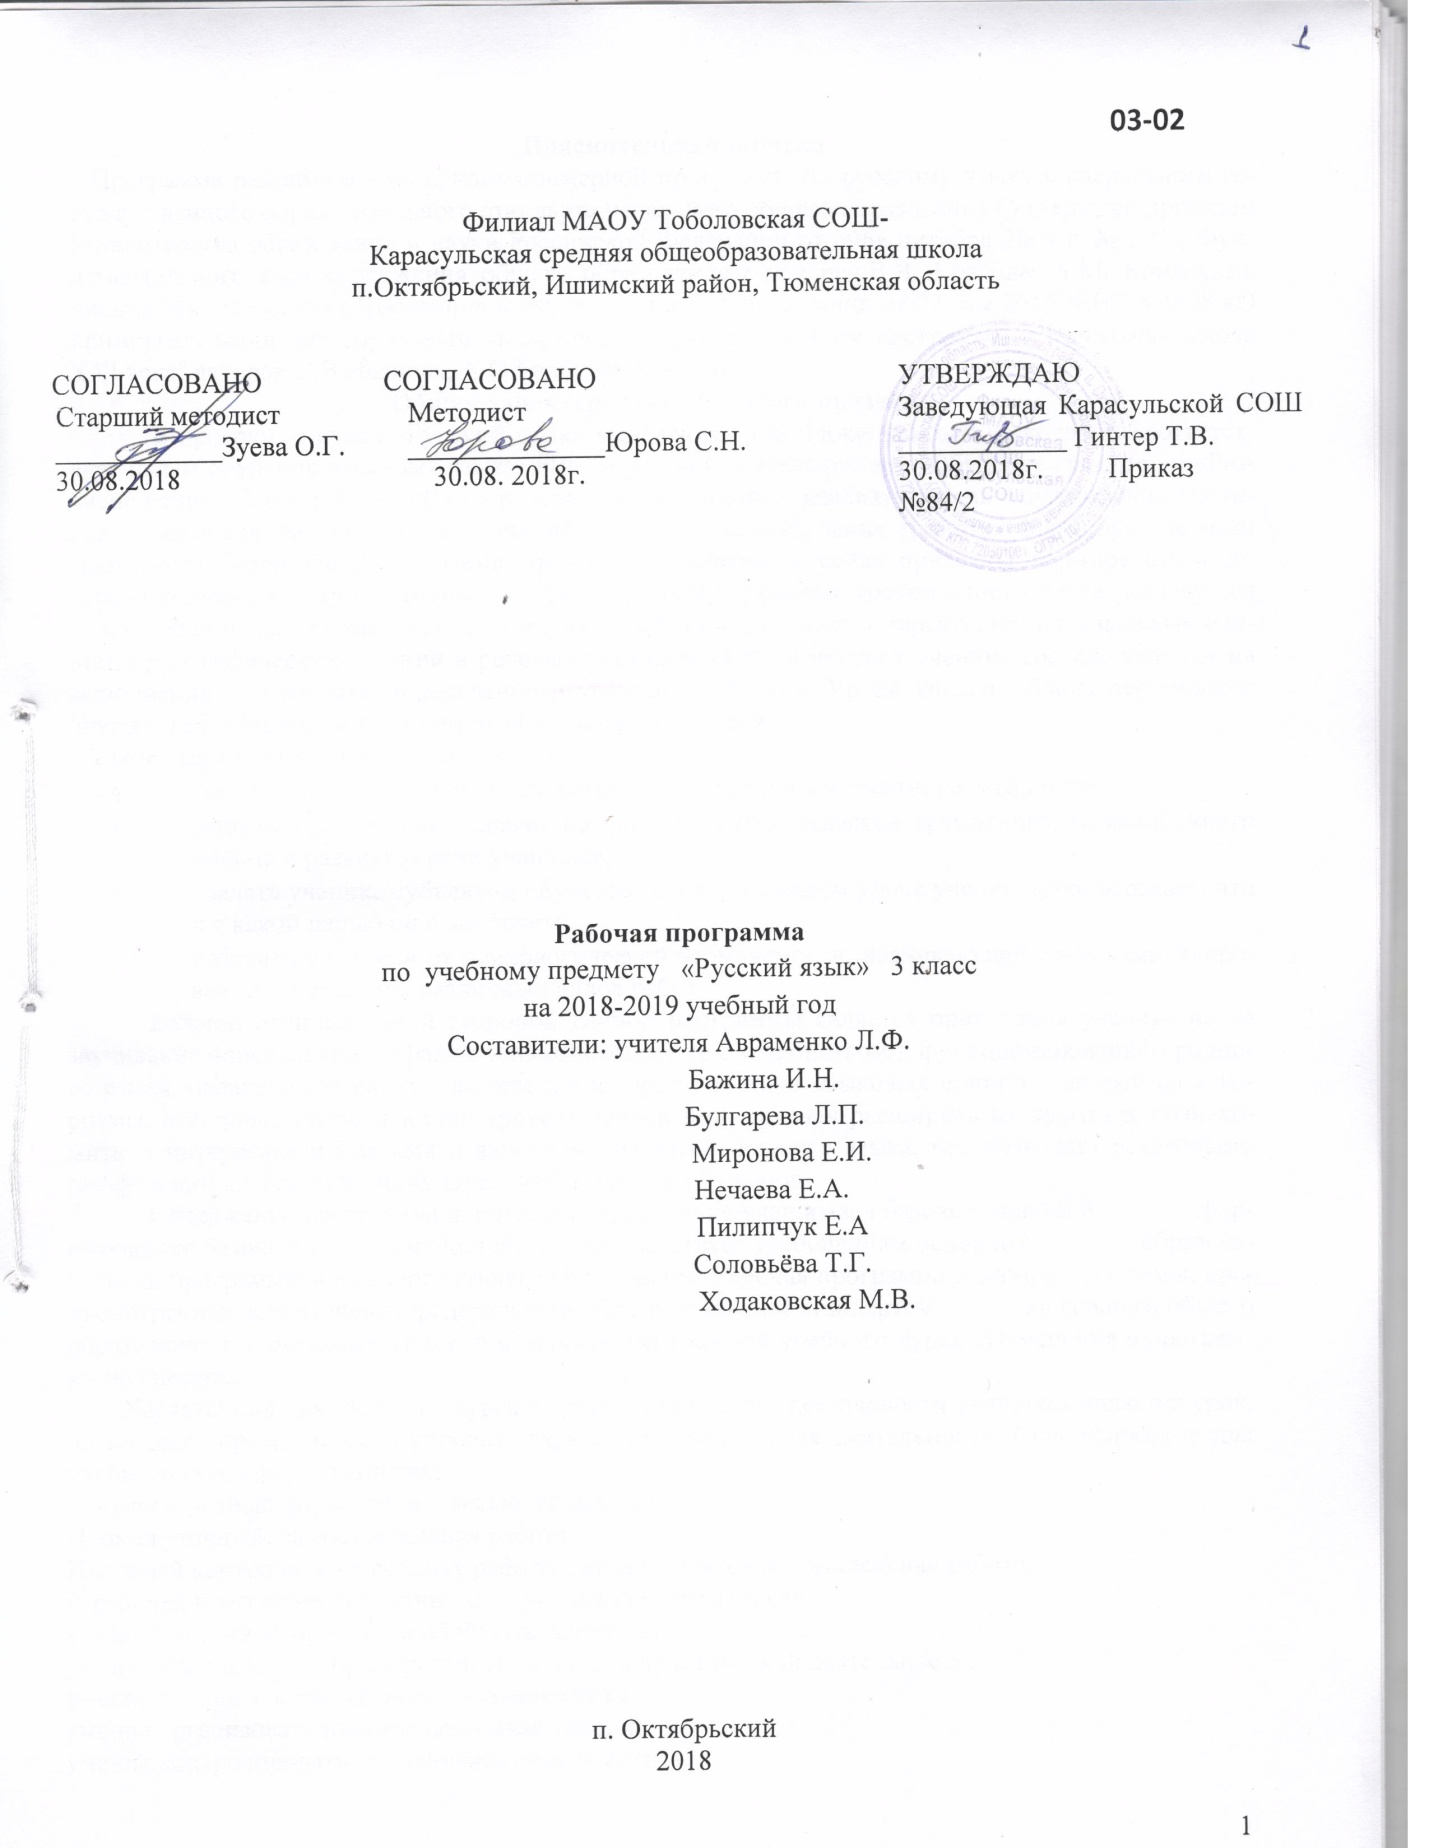 1
03-02
Филиал МАОУ Тоболовская СОШ-
Карасульская средняя общеобразовательная школа
п.Октябрьский, Ишимский район, Тюменская область
СОГЛАСОВАНО
Старший методист
____________Зуева О.Г.
30.08.2018
СОГЛАСОВАНО
Методист
Юрова
______________Юрова С.Н.
30.08. 2018г.
УТВЕРЖДАЮ
Заведующая Карасульской СОШ
____________ Гинтер Т.В.
30.08.2018г. Приказ
№84/2
Рабочая программа
по учебному предмету «Русский язык» 3 класс
на 2018-2019 учебный год
Составители: учителя Авраменко Л.Ф.
Бажина И.Н.
Булгарева Л.П.
Миронова Е.И.
Нечаева Е.А.
Пилипчук Е.А
Соловьёва Т.Г.
Ходаковская М.В.
п. Октябрьский
2018
1